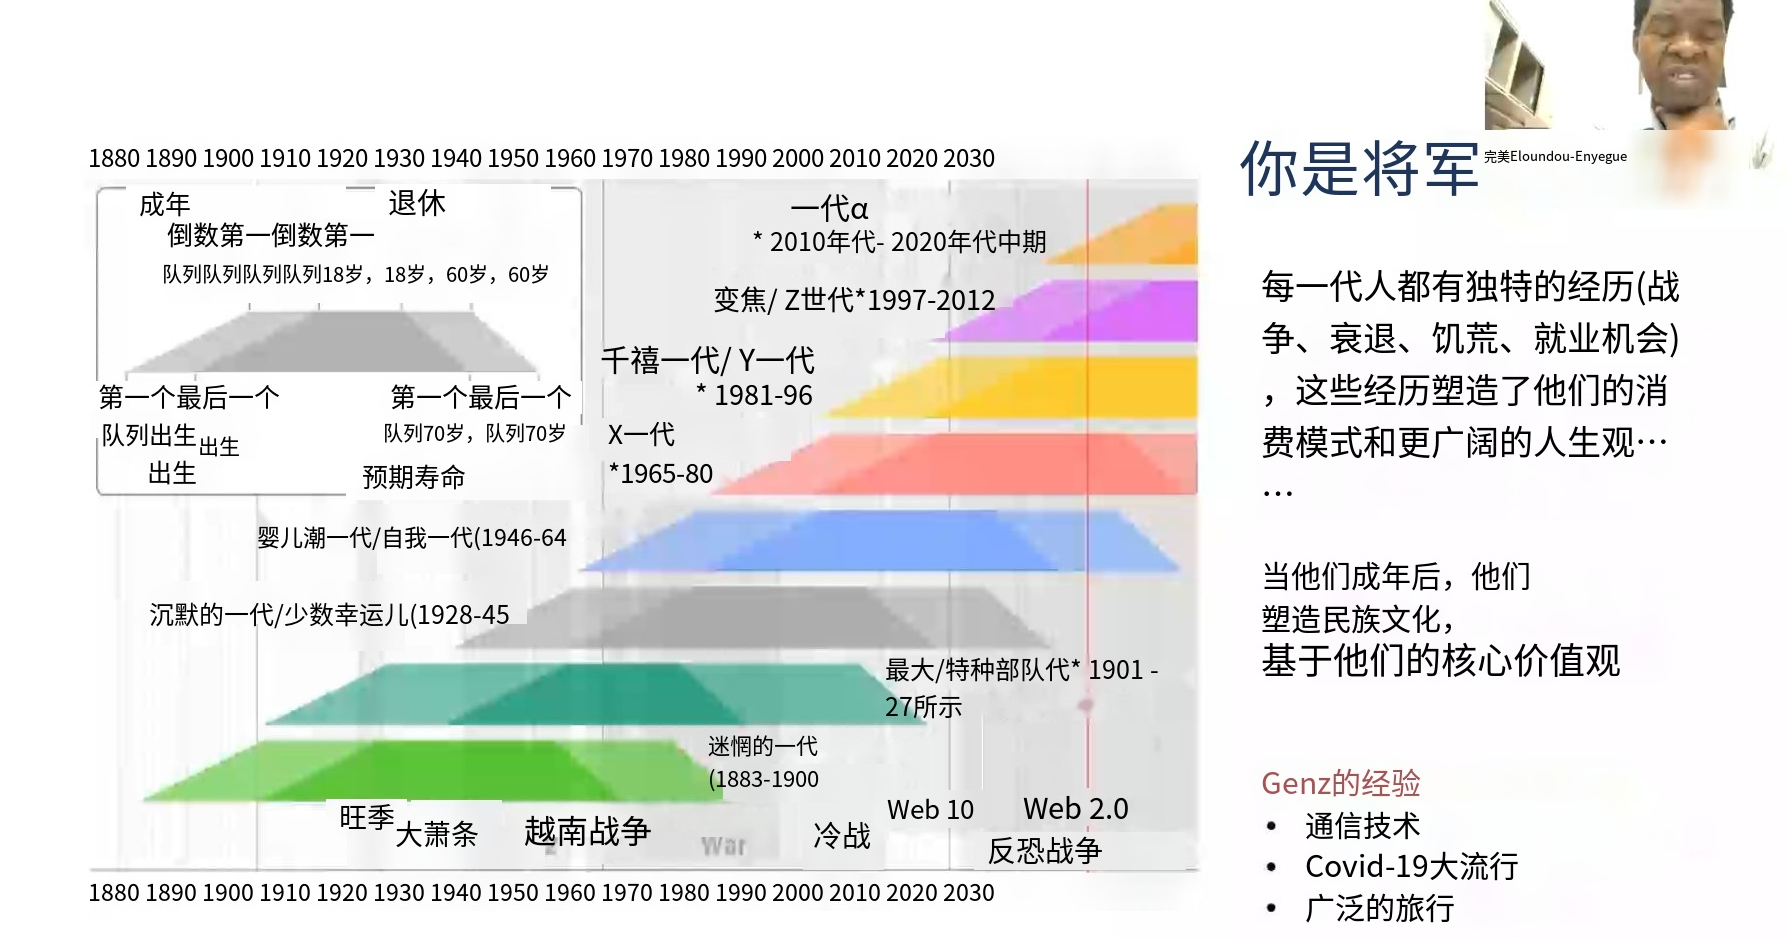 完美Eloundou-Enyegue
你是将军
1880 1890 1900 1910 1920 1930 1940 1950 1960 1970 1980 1990 2000 2010 2020 2030
成年
退休
倒数第一倒数第一
队列队列队列队列18岁，18岁，60岁，60岁
第一个最后一个
第一个最后一个
队列出生
出生
出生
队列70岁，队列70岁
预期寿命
一代α
* 2010年代- 2020年代中期
变焦/ Z世代*1997-2012
千禧一代/ Y一代
* 1981-96
X一代
*1965-80
婴儿潮一代/自我一代(1946-64
沉默的一代/少数幸运儿(1928-45
最大/特种部队代* 1901 -
27所示
迷惘的一代
(1883-1900
旺季
大萧条
越南战争
War
冷战
Web 10
Web 2.0
反恐战争
1880 1890 1900 1910 1920 1930 1940 1950 1960 1970 1980 1990 2000 2010 2020 2030
每一代人都有独特的经历(战
争、衰退、饥荒、就业机会)
，这些经历塑造了他们的消
费模式和更广阔的人生观…
…
当他们成年后，他们
塑造民族文化，
基于他们的核心价值观
Genz的经验
• 通信技术
• Covid-19大流行
• 广泛的旅行